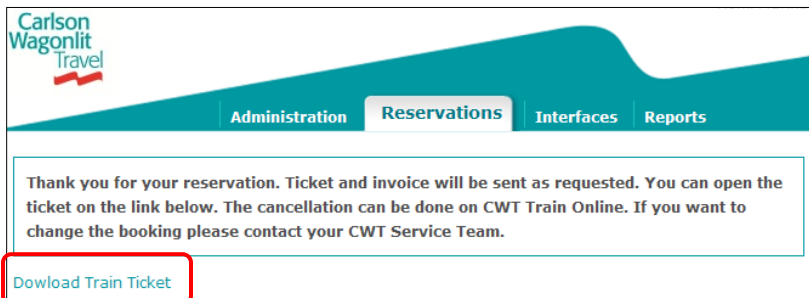 Carlson
Wagonlit
Travel
Administration Reservations Interfaces Reports
Thank you for your reservation. Ticket and invoice will be sent as requested. You can open the
ticket on the link below. The cancellation can be done on CWT Train Online. If you want to
change the booking please contact your CWT Service Team.
Dowload Train Ticket